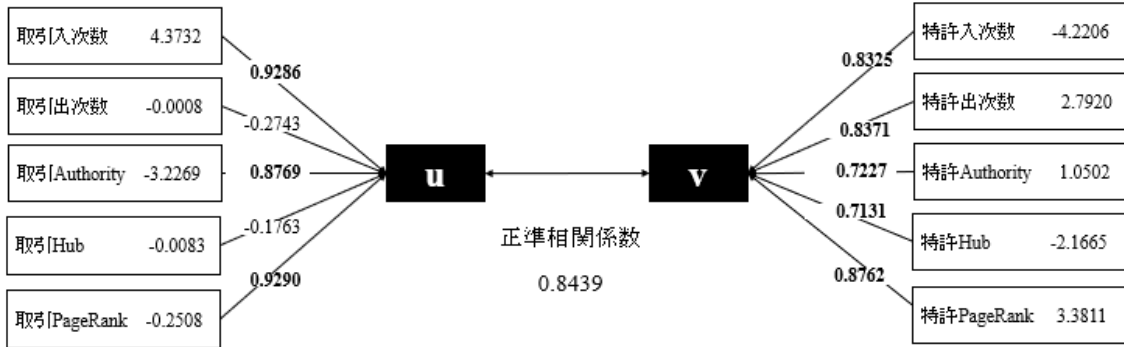 取引入次数 4.3732
0.9286
取引出次数 -0.0008
-0.2743
取引Authority -3.2269
0.8769
取引Hub -0.0083
-0.1763
取引PageRank -0.2508
0.9290
u
v
正準相関係数
0.8439
特許入次数 -4.2206
0.8325
特許出次数 2.7920
0.8371
特許Authority 1.0502
0.7227
特許Hub -2.1665
0.7131
特許PageRank 3.3811
0.8762